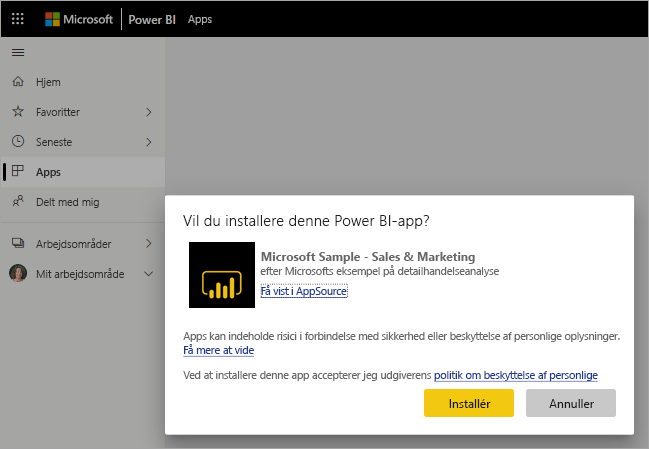 Microsoft Power BI Apps
Hjem
Favoritter
Seneste
Apps
Delt med mig
Arbejdsområder
Mit arbejdsområde
Vil du installere denne Power BI-app?
Microsoft Sample - Sales & Marketing
efter Microsofts eksempel på detailhandelseanalyse
Få vist i AppSource
Apps kan indeholde risici i forbindelse med sikkerhed eller beskyttelse af personlige oplysninger.
Få mere at vide
Ved at installere denne app accepterer jeg udgiverens politik om beskyttelse af personlige
Installér Annuller